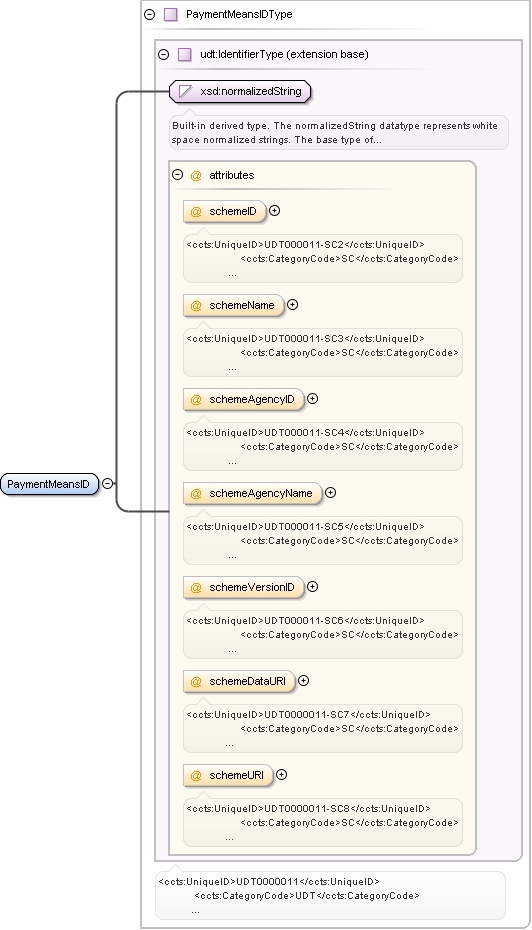 PaymentMeansIDType
udt:IdentifierType (extension base)
xsd:normalizedString
Built-in derived type. The normalizedString datatype represents white
space normalized strings. The base type of...
@ attributes
@ schemeID
<ccts:UniqueID>UDT000011-SC2</ccts:UniqueID>
<ccts:CategoryCode>SC</ccts:CategoryCode>
...
@ schemeName
<ccts:UniqueID>UDT000011-SC3</ccts:UniqueID>
<ccts:CategoryCode>SC</ccts:CategoryCode>
...
@ schemeAgencyID
<ccts:UniqueID>UDT000011-SC4</ccts:UniqueID>
<ccts:CategoryCode>SC</ccts:CategoryCode>
...
PaymentMeansID
@ schemeAgencyName
<ccts:UniqueID>UDT000011-SC5</ccts:UniqueID>
<ccts:CategoryCode>SC</ccts:CategoryCode>
...
@ schemeVersionID
<ccts:UniqueID>UDT000011-SC6</ccts:UniqueID>
<ccts:CategoryCode>SC</ccts:CategoryCode>
...
@ schemeDataURI
<ccts:UniqueID>UDT0000011-SC7</ccts:UniqueID>
<ccts:CategoryCode>SC</ccts:CategoryCode>
...
@ schemeURI
<ccts:UniqueID>UDT0000011-SC8</ccts:UniqueID>
<ccts:CategoryCode>SC</ccts:CategoryCode>
...
<ccts:UniqueID>UDT0000011</ccts:UniqueID>
<ccts:CategoryCode>UDT</ccts:CategoryCode>
...